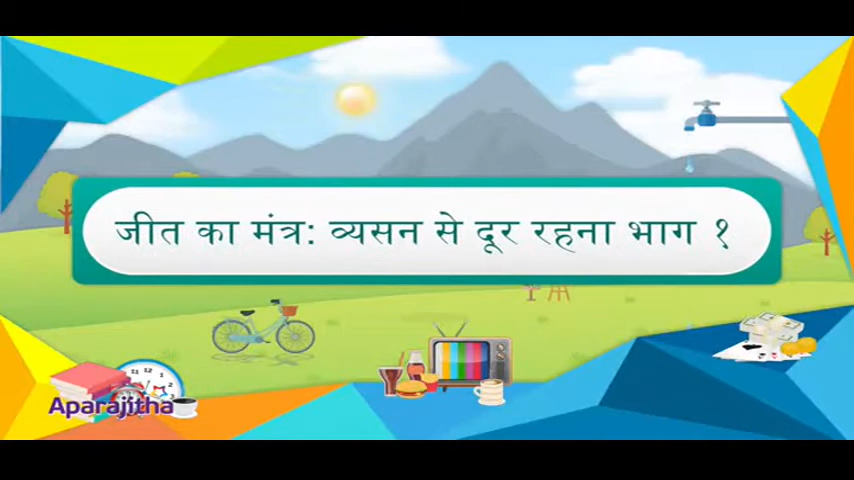 जीत का मंत्र: व्यसन से दूर रहना भाग १
Aparajitha